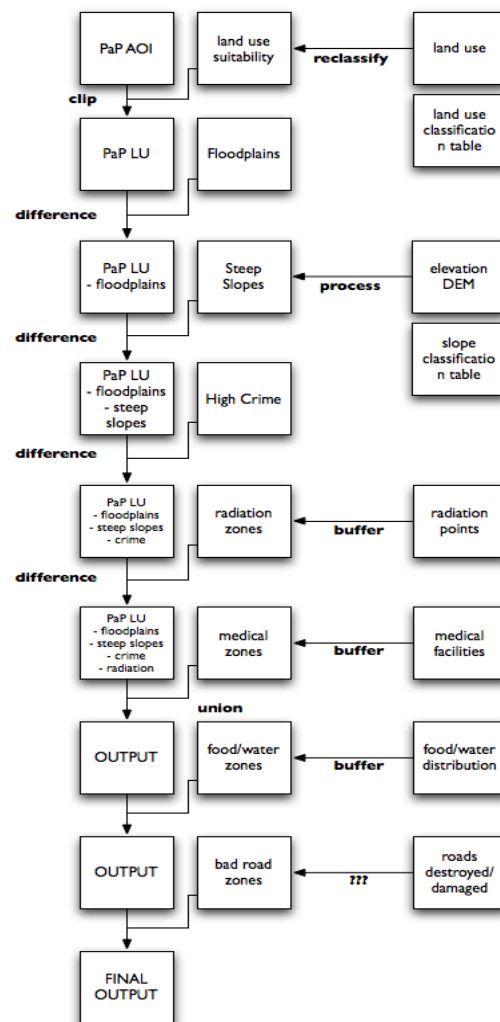 PaP AOI
land use
suitability
reclassify
land use
clip
land use
classificatio
n table
PaP LU
Floodplains
difference
PaP LU
- floodplains
Steep
Slopes
process
elevation
DEM
difference
slope
classificatio
n table
PaP LU
- floodplains
- steep
slopes
High Crime
difference
PaP LU
- floodplains
- steep slopes
- crime
radiation
zones
buffer
radiation
points
difference
PaP LU
- floodplains
- steep slopes
- crime
- radiation
medical
zones
buffer
medical
facilities
union
OUTPUT
food/water
zones
buffer
food/water
distribution
OUTPUT
bad road
zones
???
roads
destroyed/
damaged
FINAL
OUTPUT